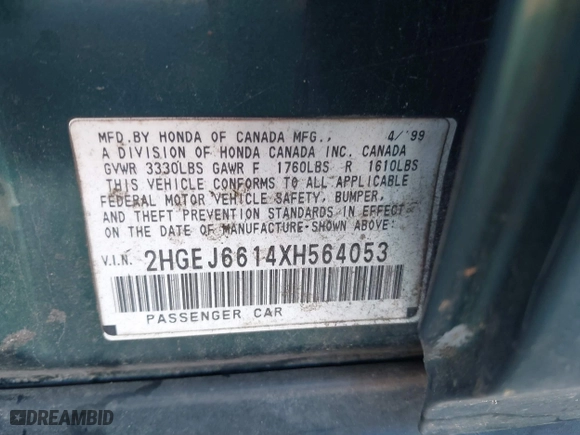 MFD. BY HONDA OF CANADA MFG., 4/'99
A DIVISION OF HONDA CANADA INC. CANADA
GVWR 3330LBS GAWR F 1760LBS R 1610LBS
THIS VEHICLE CONFORMS TO ALL APPLICABLE
FEDERAL MOTOR VEHICLE SAFETY, BUMPER,
AND THEFT PREVENTION STANDARDS IN EFFECT
ON THE DATE OF MANUFACTURE-SHOWN ABOVE:
V.I.N. 2HGEJ6614XH564053
PASSENGER CAR
DREAMBID